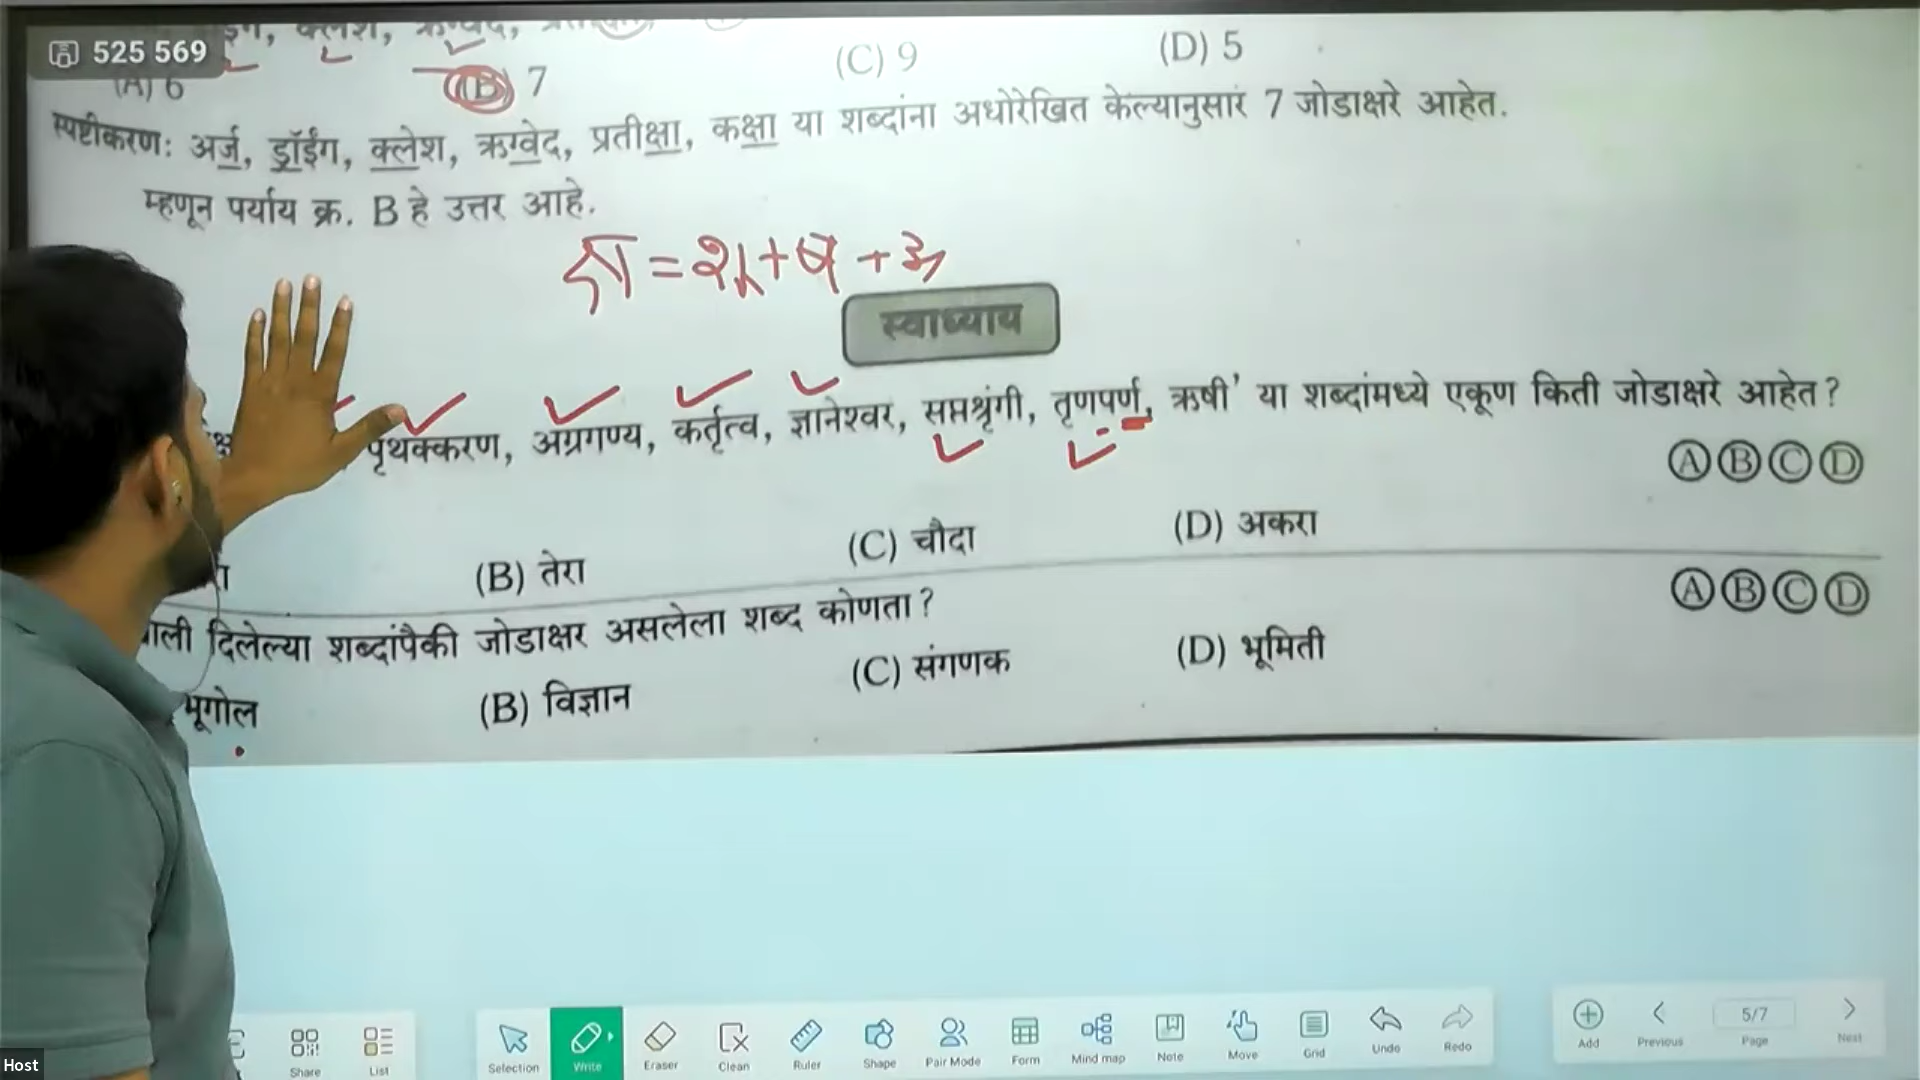 525 569
(A) 6 (B) 7 (C) 9 (D) 5
स्पष्टीकरण: अर्ज, ड्रॉईंग, क्लेश, ऋग्वेद, प्रतीक्षा, कक्षा या शब्दांना अधोरेखित केल्यानुसार 7 जोडाक्षरे आहेत.
म्हणून पर्याय क्र. B हे उत्तर आहे.
स्वाध्याय
पृथक्करण, अग्रगण्य, कर्तृत्व, ज्ञानेश्वर, सप्तश्रृंगी, तृणपर्ण, ऋषी' या शब्दांमध्ये एकूण किती जोडाक्षरे आहेत?
A B C D
(B) तेरा (C) चौदा (D) अकरा
दिलेल्या शब्दांपैकी जोडाक्षर असलेला शब्द कोणता?
A B C D
भूगोल (B) विज्ञान (C) संगणक (D) भूमिती
Share List Selection Write Eraser Clean Ruler Shape Pair Mode Form Mind map Note Move Grid Undo Redo Add Previous 5/7 Page Next
Host